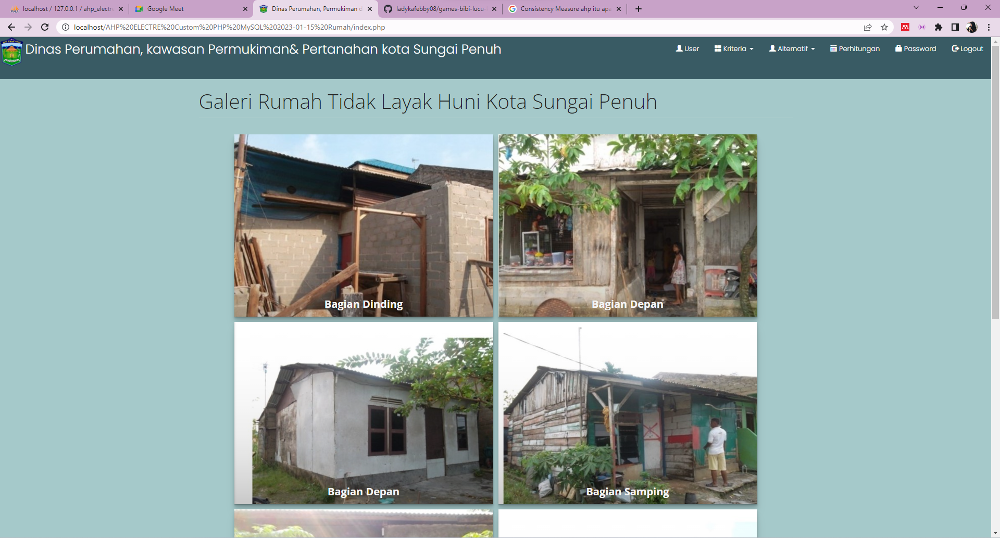 localhost / 127.0.0.1 / ahp_electre
Google Meet
Dinas Perumahan, Permukiman d
ladykafebby08/games-bibi-lucu-
Consistency Measure ahp itu apa
localhost/AHP%20ELECTRE%20Custom%20PHP%20MySQL%202023-01-15%20Rumah/index.php
Dinas Perumahan, kawasan Permukiman& Pertanahan kota Sungai Penuh
User
Kriteria
Alternatif
Perhitungan
Password
Logout
Galeri Rumah Tidak Layak Huni Kota Sungai Penuh
Bagian Dinding
Bagian Depan
Bagian Depan
Bagian Samping